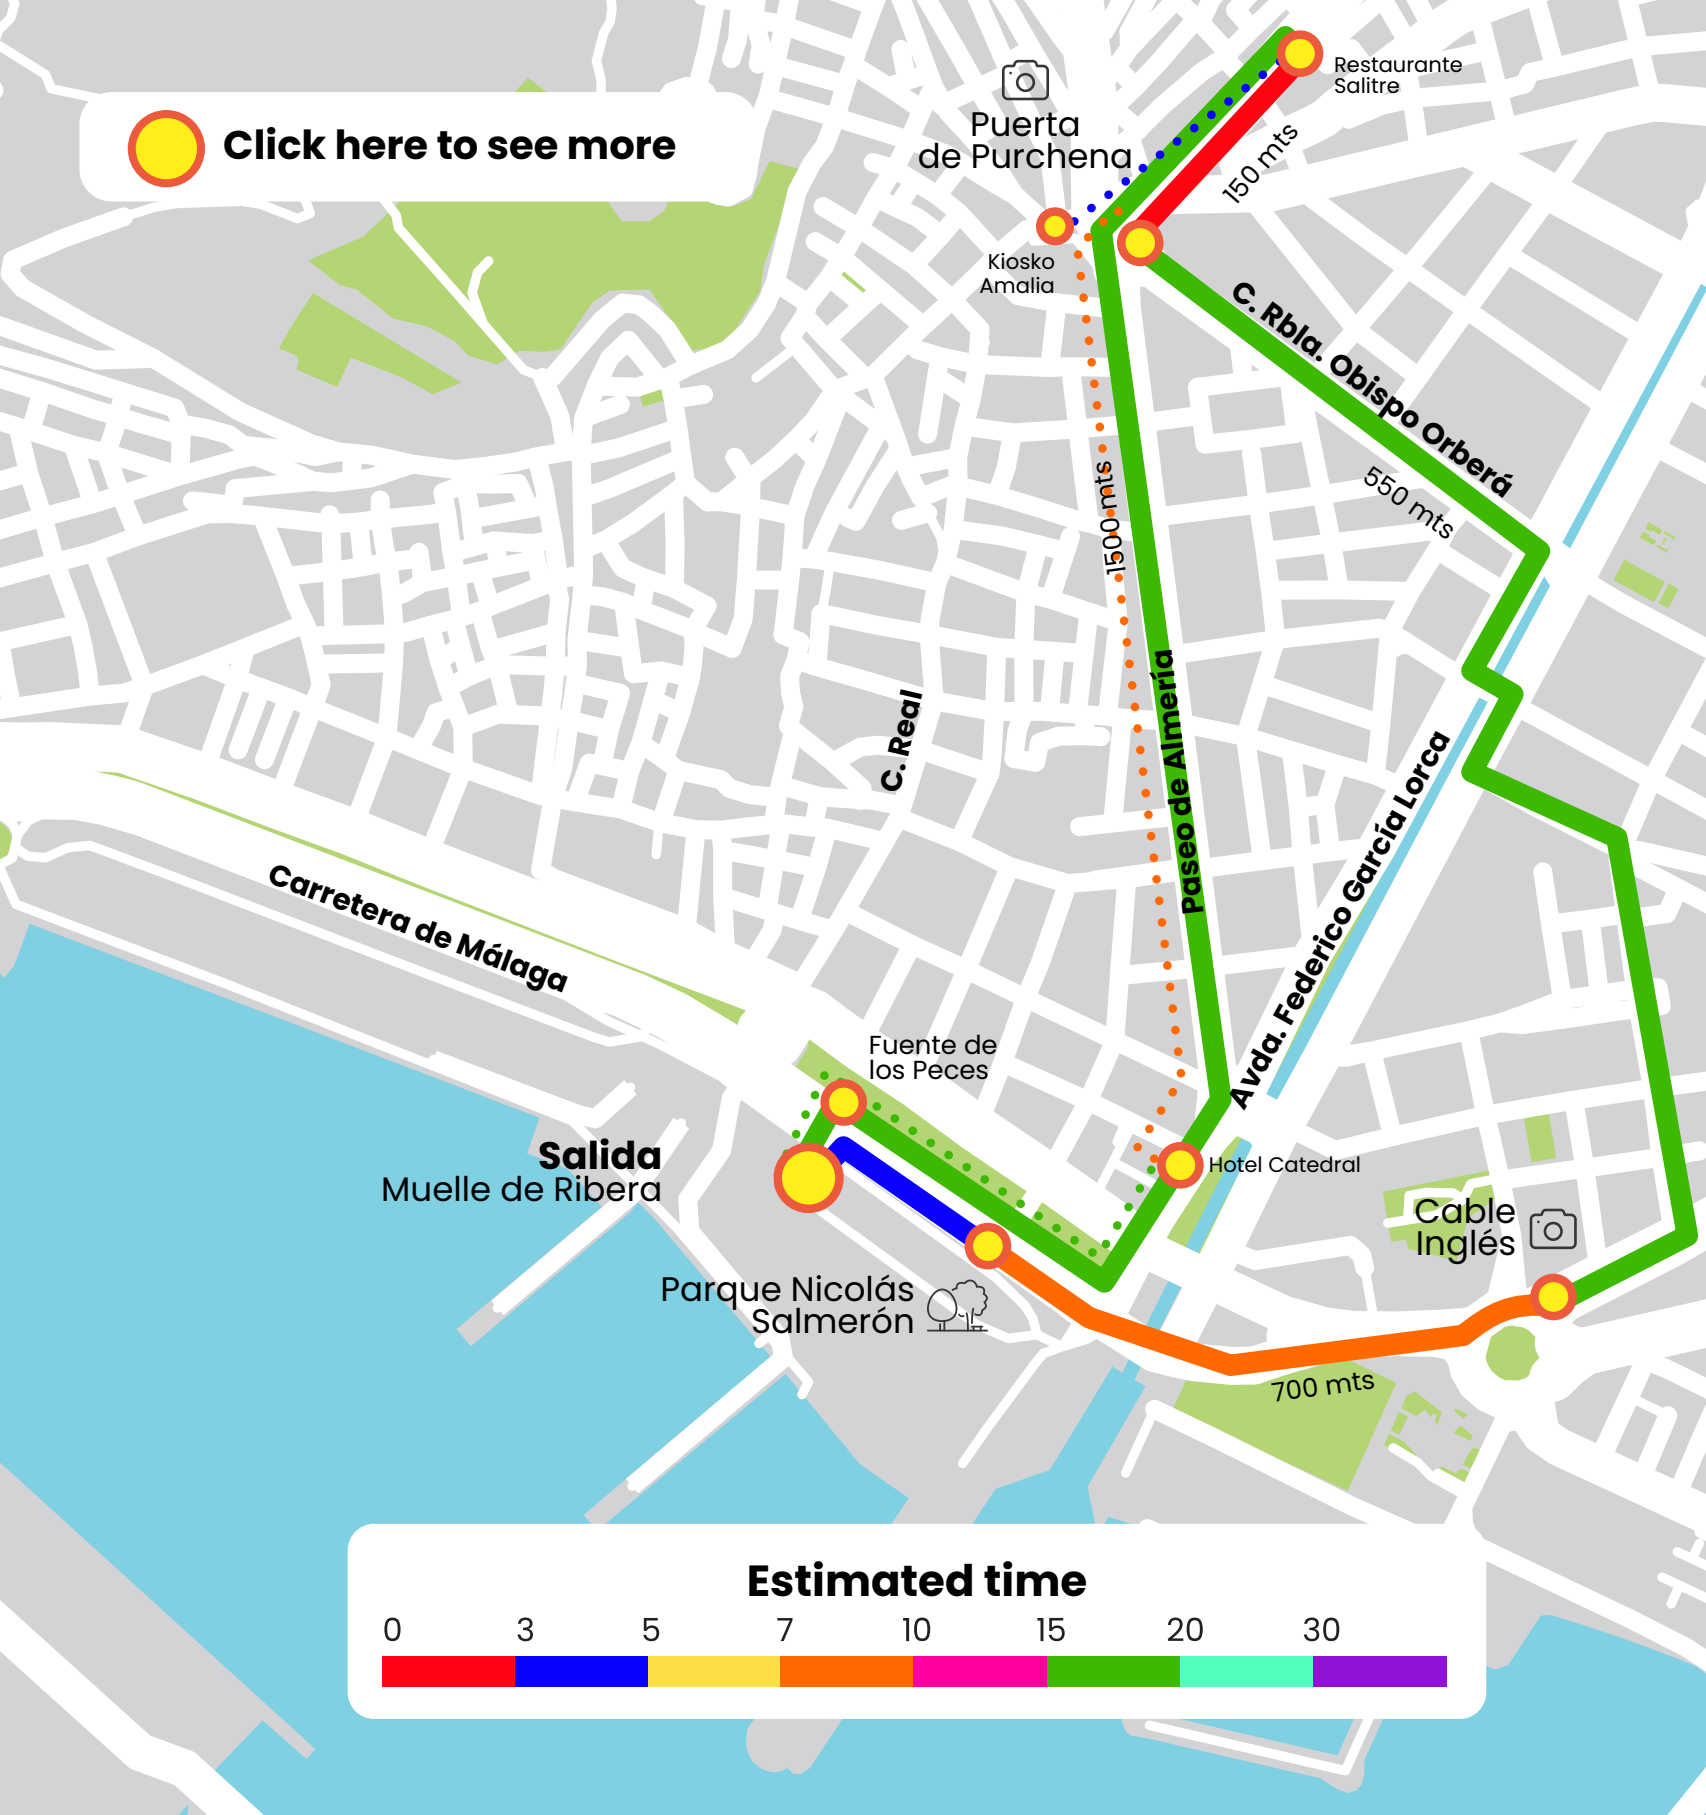 Restaurante
Salitre
Puerta
de Purchena
Click here to see more
150 mts
Kiosko
Amalia
C. Rbla. Obispo Orberá
550 mts
1500 mts
Paseo de Almería
C. Real
Avda. Federico García Lorca
Carretera de Málaga
Fuente de
los Peces
Salida
Muelle de Ribera
Hotel Catedral
Cable
Inglés
Parque Nicolás
Salmerón
700 mts
Estimated time
0 3 5 7 10 15 20 30